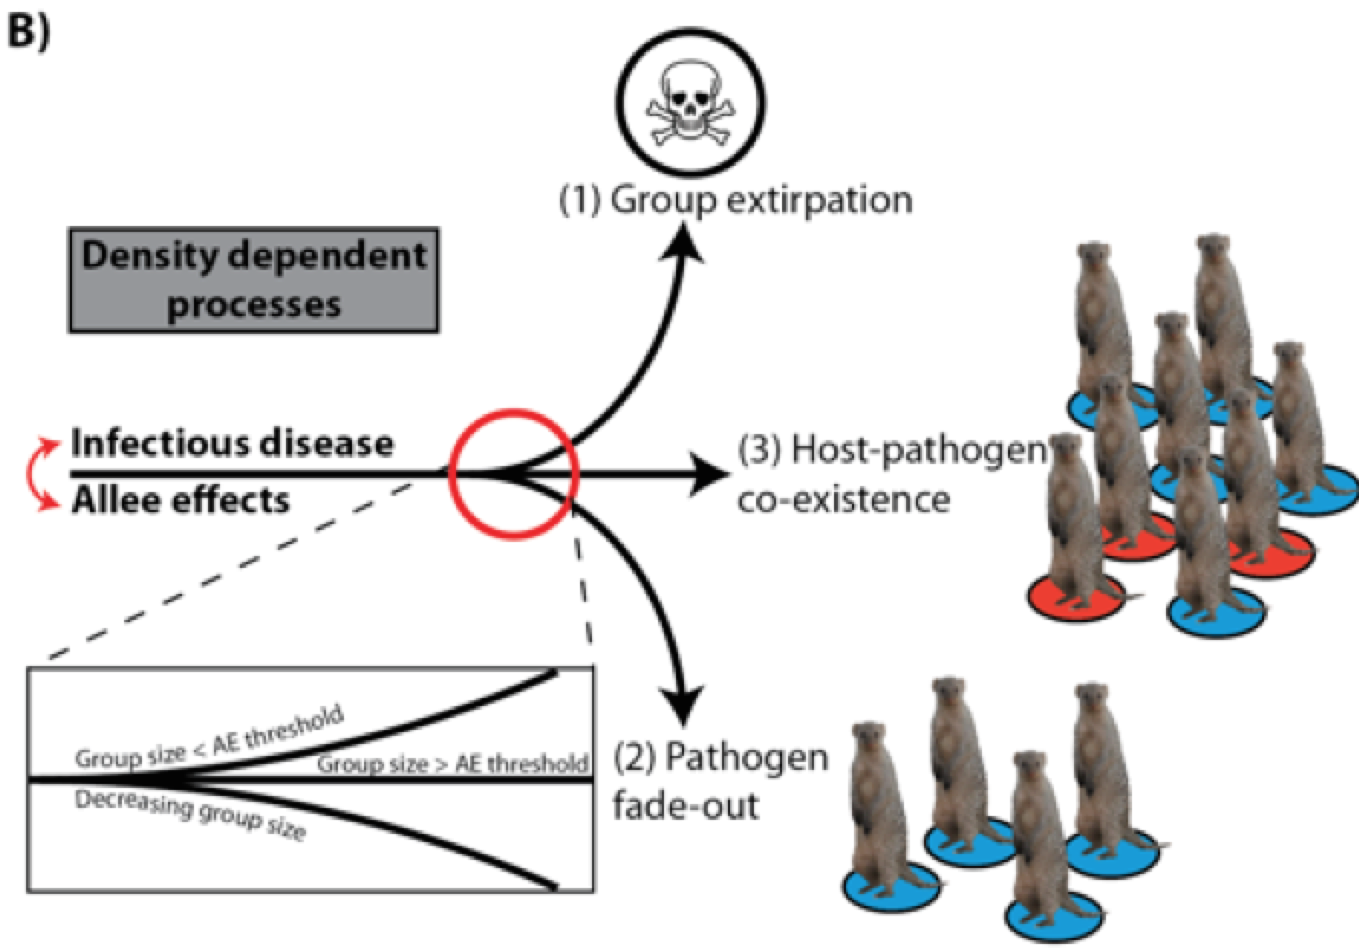 B)
(1) Group extirpation
Density dependent
processes
Infectious disease
Allee effects
(3) Host-pathogen
co-existence
Group size < AE threshold
Group size > AE threshold
Decreasing group size
(2) Pathogen
fade-out